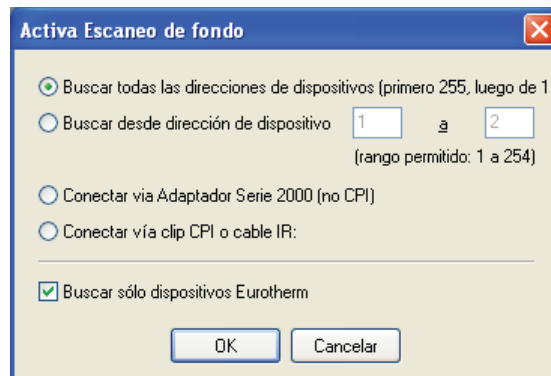 Activa Escaneo de fondo
Buscar todas las direcciones de dispositivos (primero 255, luego de 1
Buscar desde dirección de dispositivo 1 a 2
(rango permitido: 1 a 254)
Conectar via Adaptador Serie 2000 (no CPI)
Conectar vía clip CPI o cable IR:
Buscar sólo dispositivos Eurotherm
OK Cancelar